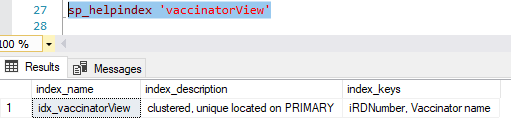 27 sp_helpindex 'vaccinatorView'
28
100 %
Results Messages
index_name index_description index_keys
1 idx_vaccinatorView clustered, unique located on PRIMARY iRDNumber, Vaccinator name